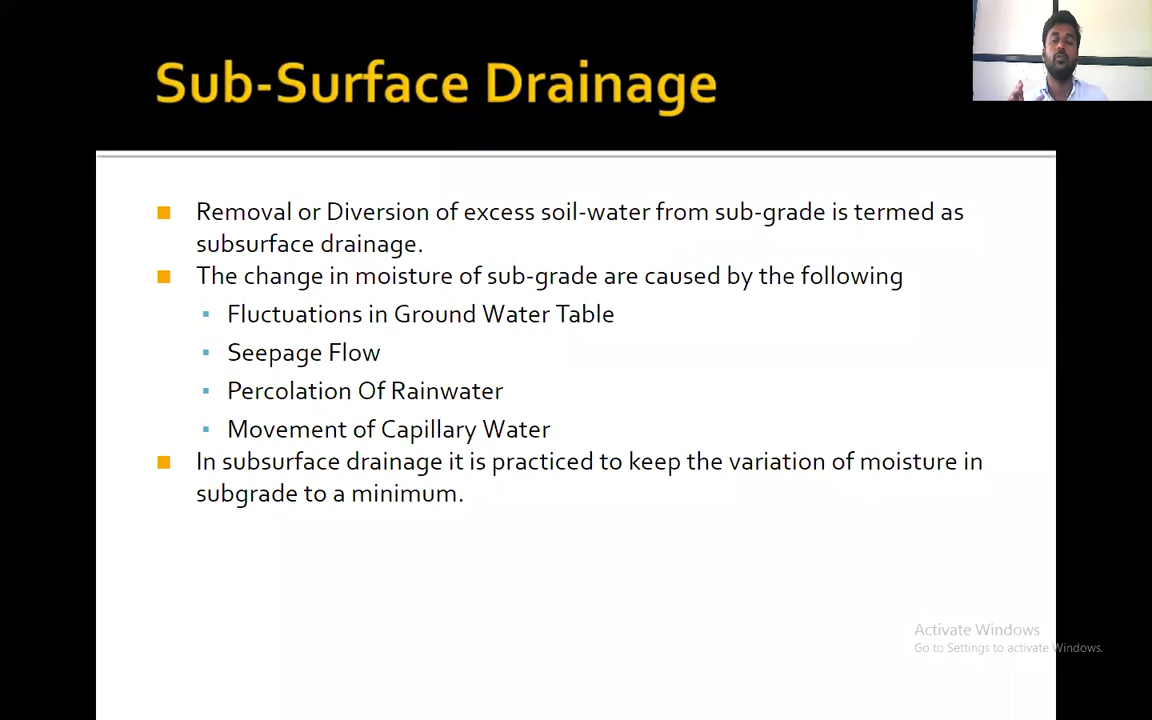 Sub-Surface Drainage
Removal or Diversion of excess soil-water from sub-grade is termed as
subsurface drainage.
The change in moisture of sub-grade are caused by the following
Fluctuations in Ground Water Table
Seepage Flow
Percolation Of Rainwater
Movement of Capillary Water
In subsurface drainage it is practiced to keep the variation of moisture in
subgrade to a minimum.
Activate Windows
Go to Settings to activate Windows.